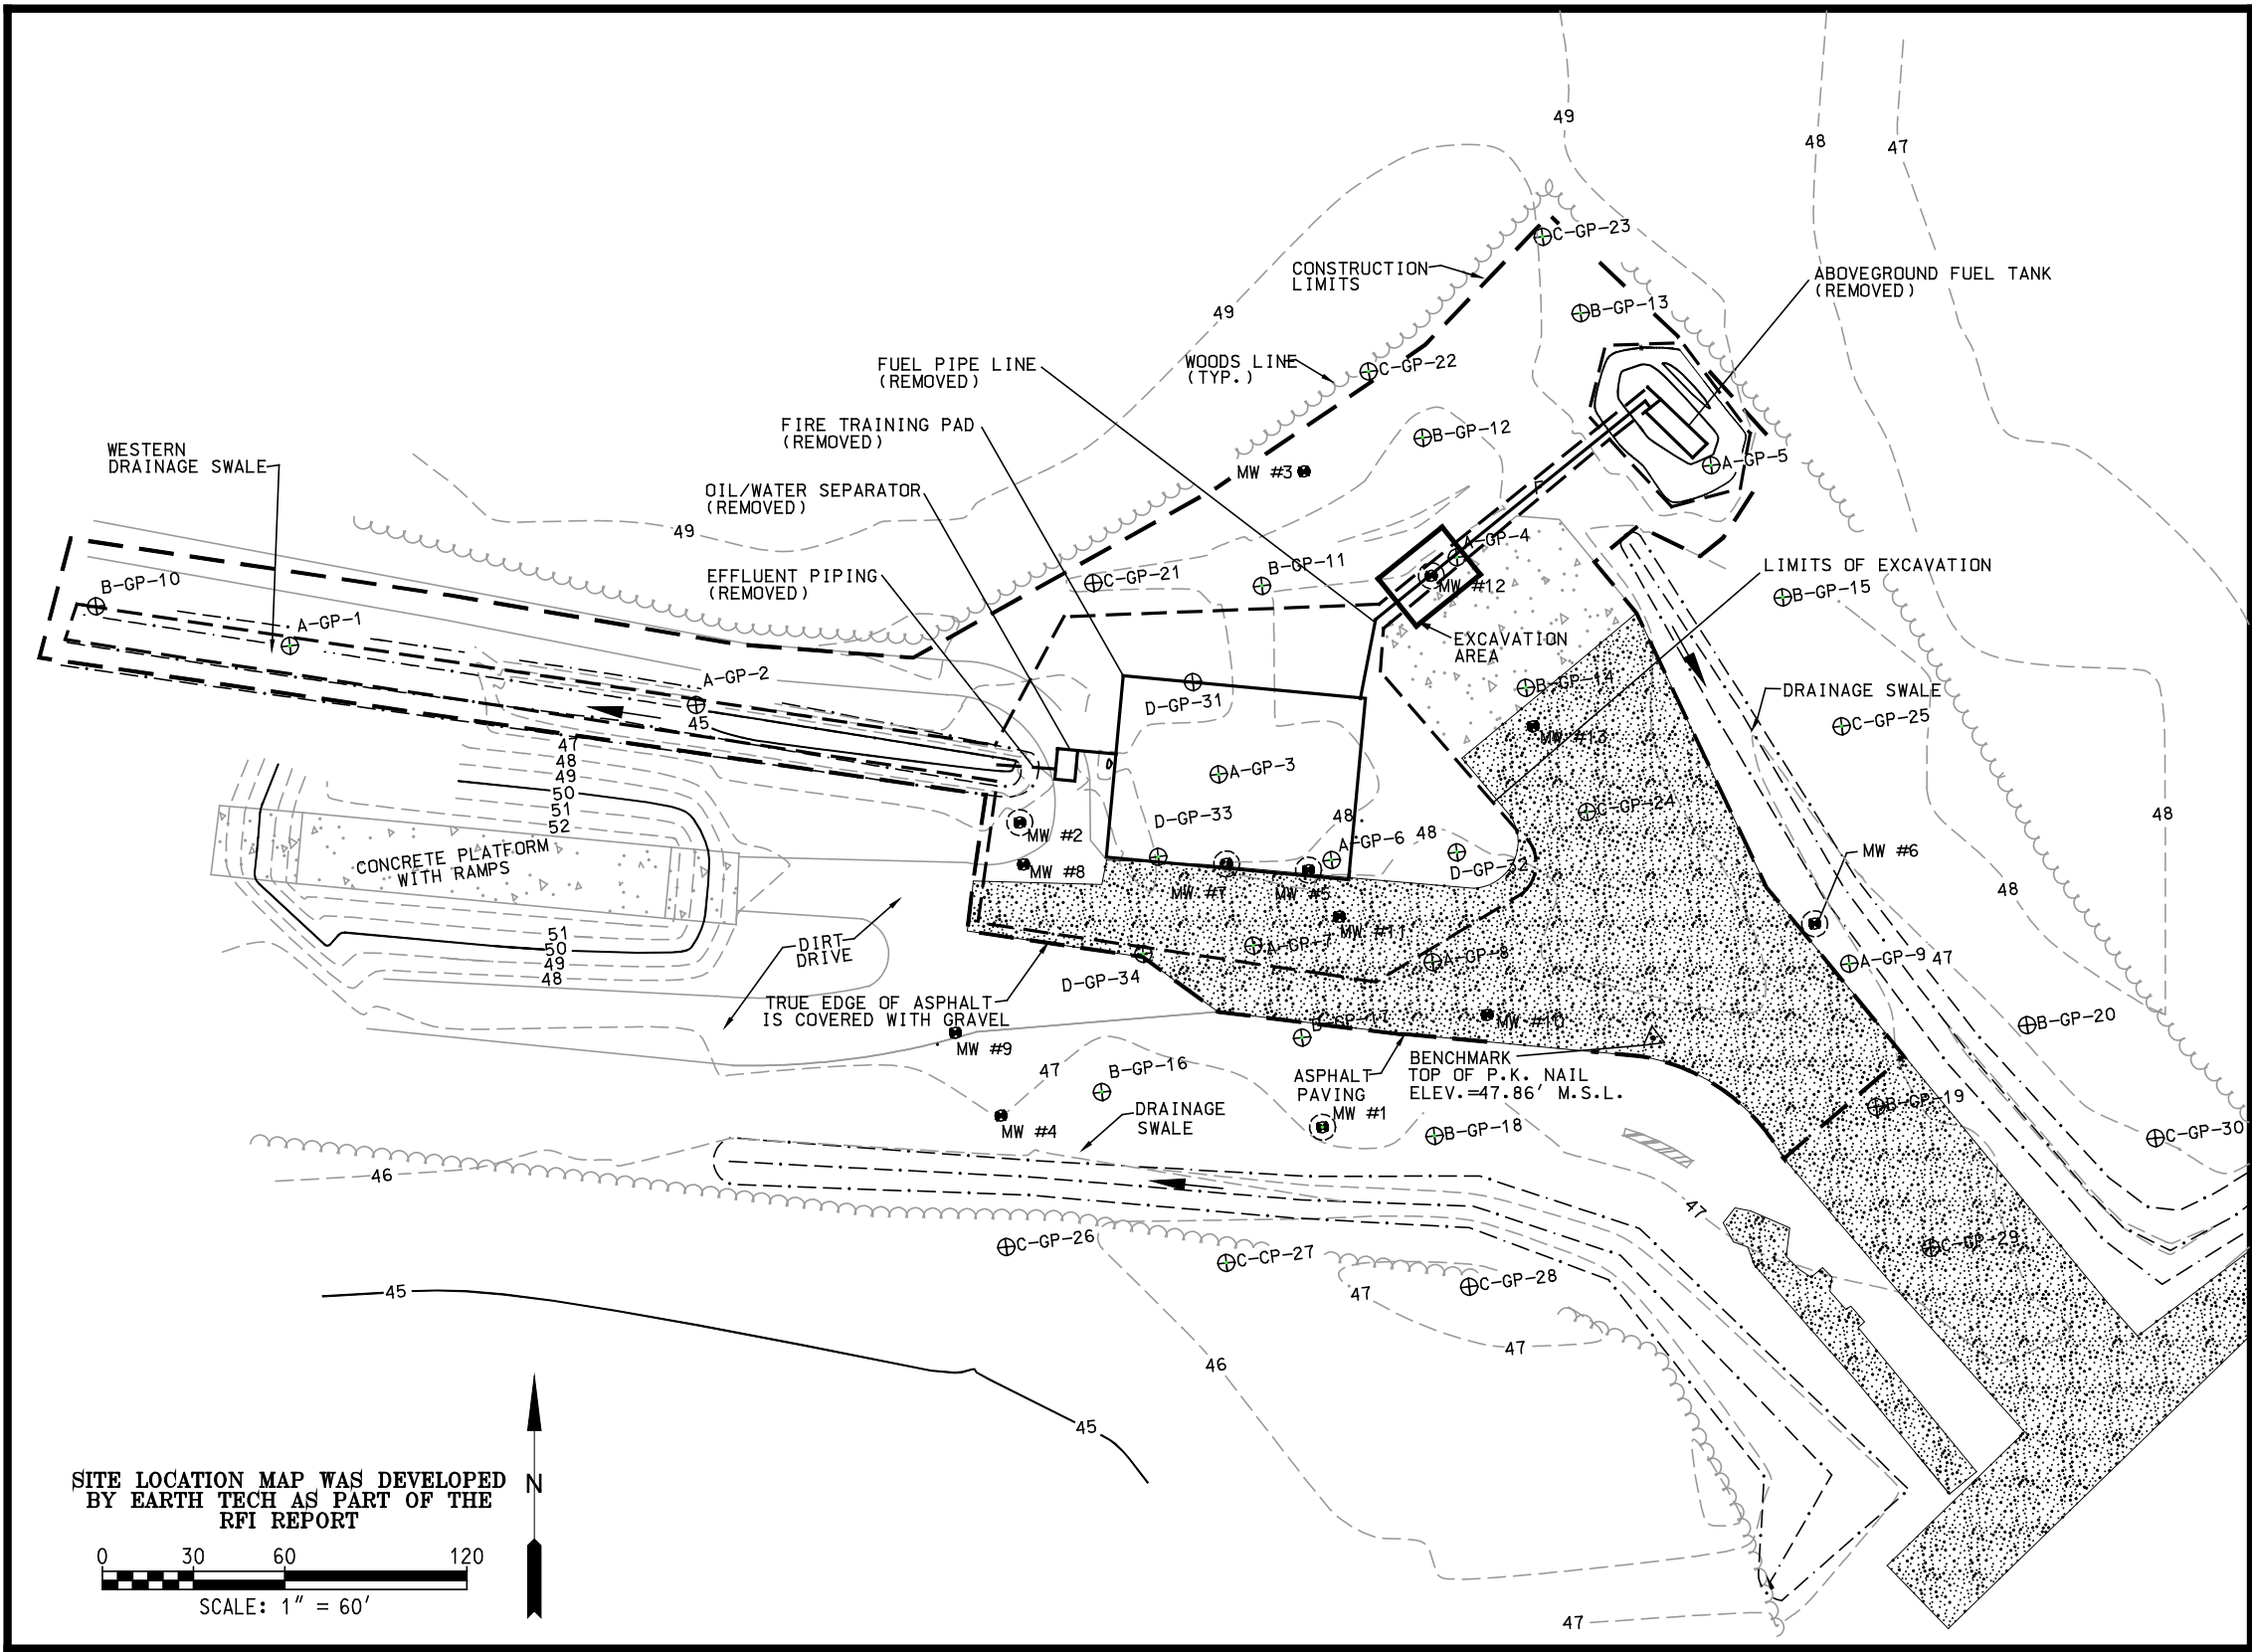 49
48
47
C-GP-23
CONSTRUCTION
LIMITS
ABOVEGROUND FUEL TANK
(REMOVED)
B-GP-13
49
FUEL PIPE LINE
(REMOVED)
WOODS LINE
(TYP.)
C-GP-22
FIRE TRAINING PAD
(REMOVED)
B-GP-12
WESTERN
DRAINAGE SWALE
MW #3
A-GP-5
OIL/WATER SEPARATOR
(REMOVED)
49
A-GP-4
EFFLUENT PIPING
(REMOVED)
C-GP-21
B-GP-11
MW #12
LIMITS OF EXCAVATION
B-GP-15
B-GP-10
A-GP-1
EXCAVATION
AREA
A-GP-2
45
D-GP-31
B-GP-14
DRAINAGE SWALE
C-GP-25
MW #13
47
48
49
50
51
52
A-GP-3
C-GP-24
48
D-GP-33
48
A-GP-6
48
MW #2
MW #6
CONCRETE PLATFORM
WITH RAMPS
MW #8
MW #7
MW #5
D-GP-32
48
51
50
49
48
DIRT
DRIVE
MW #11
A-GP-7
A-GP-8
A-GP-9
47
D-GP-34
TRUE EDGE OF ASPHALT
IS COVERED WITH GRAVEL
MW #9
MW #10
B-GP-20
47
B-GP-16
ASPHALT
PAVING
BENCHMARK
TOP OF P.K. NAIL
ELEV.=47.86' M.S.L.
MW #4
DRAINAGE
SWALE
MW #1
B-GP-18
B-GP-19
C-GP-30
46
47
C-GP-26
C-CP-27
C-GP-28
C-GP-29
45
47
47
46
45
SITE LOCATION MAP WAS DEVELOPED
BY EARTH TECH AS PART OF THE
RFI REPORT
N
0 30 60 120
SCALE: 1" = 60'
47